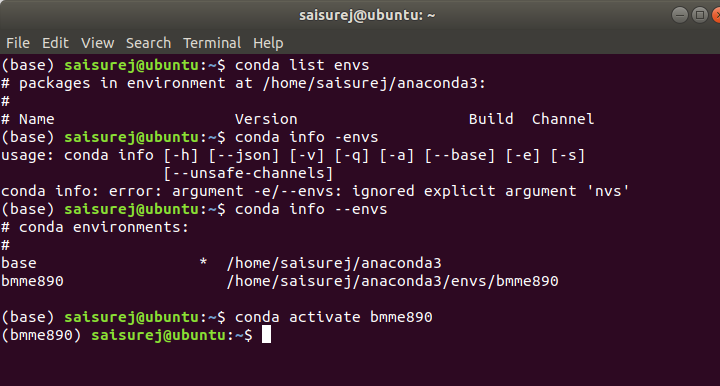 saisurej@ubuntu: ~
File Edit View Search Terminal Help
(base) saisurej@ubuntu:~$ conda list envs
# packages in environment at /home/saisurej/anaconda3:
#
# Name                    Version                   Build  Channel
(base) saisurej@ubuntu:~$ conda info -envs
usage: conda info [-h] [--json] [-v] [-q] [-a] [--base] [-e] [-s]
                  [--unsafe-channels]
conda info: error: argument -e/--envs: ignored explicit argument 'nvs'
(base) saisurej@ubuntu:~$ conda info --envs
# conda environments:
#
base                  *  /home/saisurej/anaconda3
bmme890                  /home/saisurej/anaconda3/envs/bmme890
(base) saisurej@ubuntu:~$ conda activate bmme890
(bmme890) saisurej@ubuntu:~$